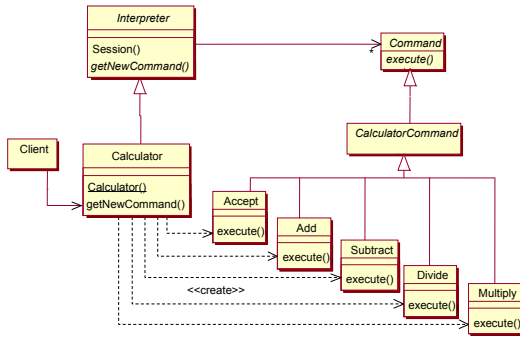 Interpreter
Session()
getNewCommand()
*
Command
execute()
CalculatorCommand
Client
Calculator
Calculator()
getNewCommand()
Accept
execute()
Add
execute()
Subtract
execute()
<<create>>
Divide
execute()
Multiply
execute()